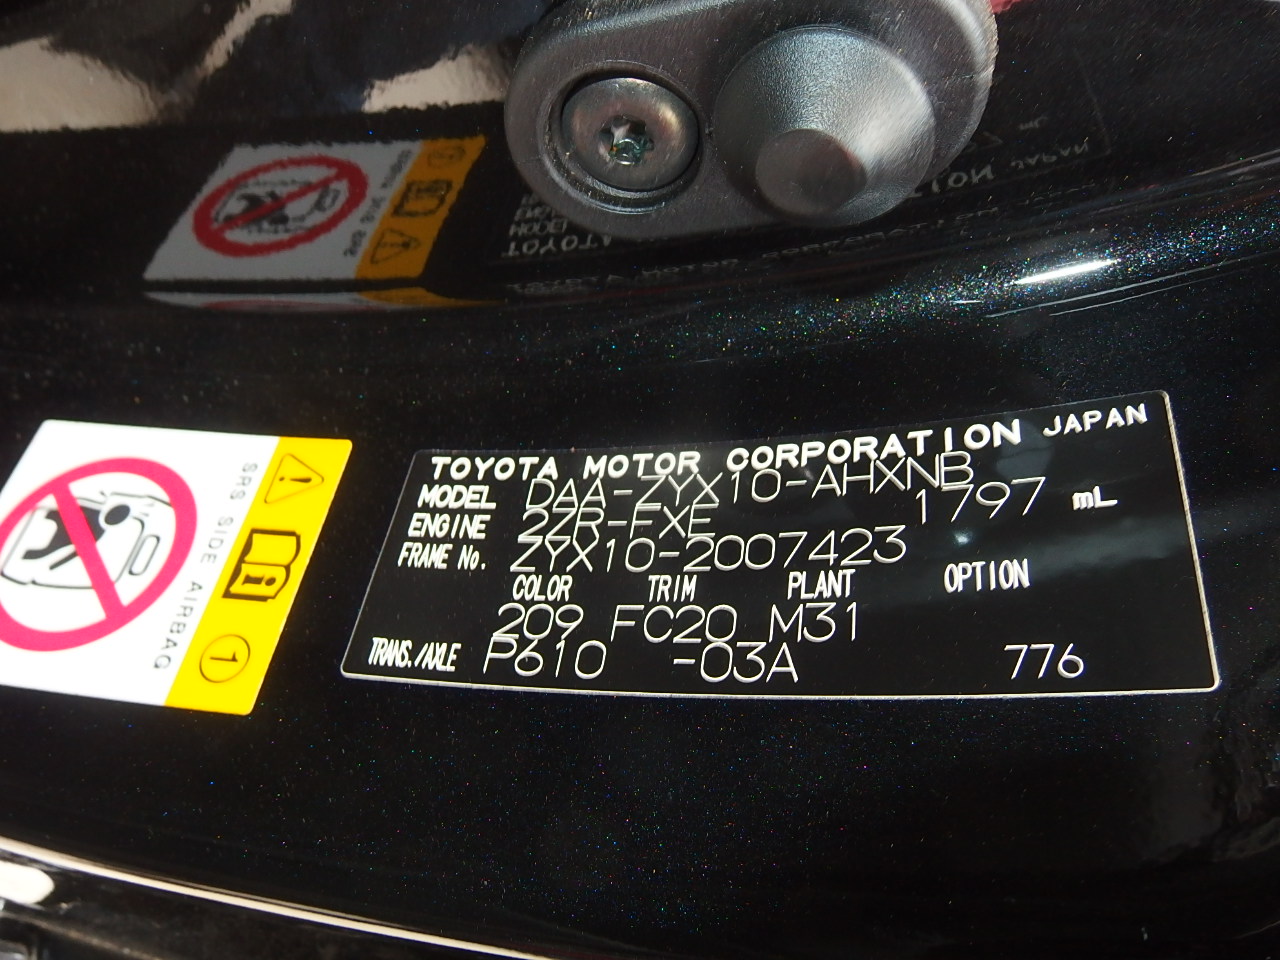 TOYOTA MOTOR CORPORATION JAPAN
MODEL DAA-ZYX10-AHXNB
ENGINE 2ZR-FXE 1797 mL
FRAME No. ZYX10-2007423
COLOR TRIM PLANT OPTION
209 FC20 M31
TRANS./AXLE P610 -03A 776
SRS SIDE AIRBAG
1